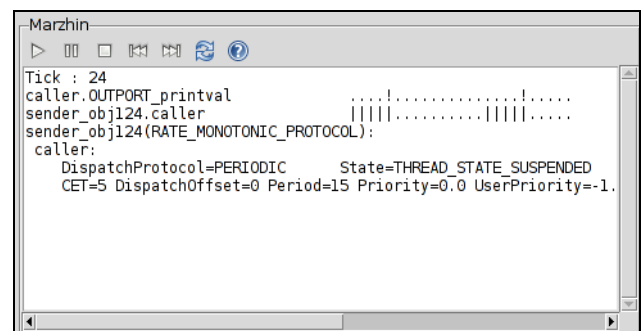 Marzhin
Tick : 24
caller.OUTPORT_printval ....!..............!.....
sender_obj124.caller |||||..........|||||.....
sender_obj124(RATE_MONOTONIC_PROTOCOL):
caller:
DispatchProtocol=PERIODIC State=THREAD_STATE_SUSPENDED
CET=5 DispatchOffset=0 Period=15 Priority=0.0 UserPriority=-1.